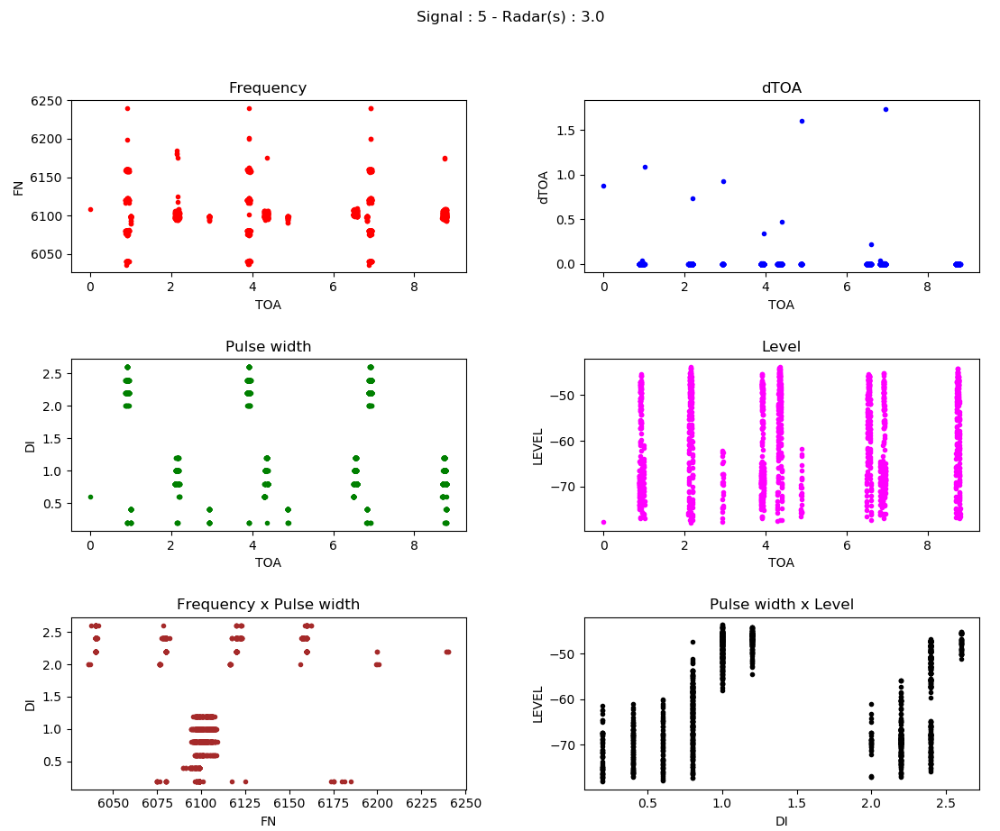 Signal : 5 - Radar(s) : 3.0
Frequency
6250
6200
6150
6100
6050
FN
0 2 4 6 8
TOA
dTOA
1.5
1.0
0.5
0.0
dTOA
0 2 4 6 8
TOA
Pulse width
2.5
2.0
1.5
1.0
0.5
DI
0 2 4 6 8
TOA
Level
−50
−60
−70
LEVEL
0 2 4 6 8
TOA
Frequency x Pulse width
2.5
2.0
1.5
1.0
0.5
DI
6050 6075 6100 6125 6150 6175 6200 6225 6250
FN
Pulse width x Level
−50
−60
−70
LEVEL
0.5 1.0 1.5 2.0 2.5
DI